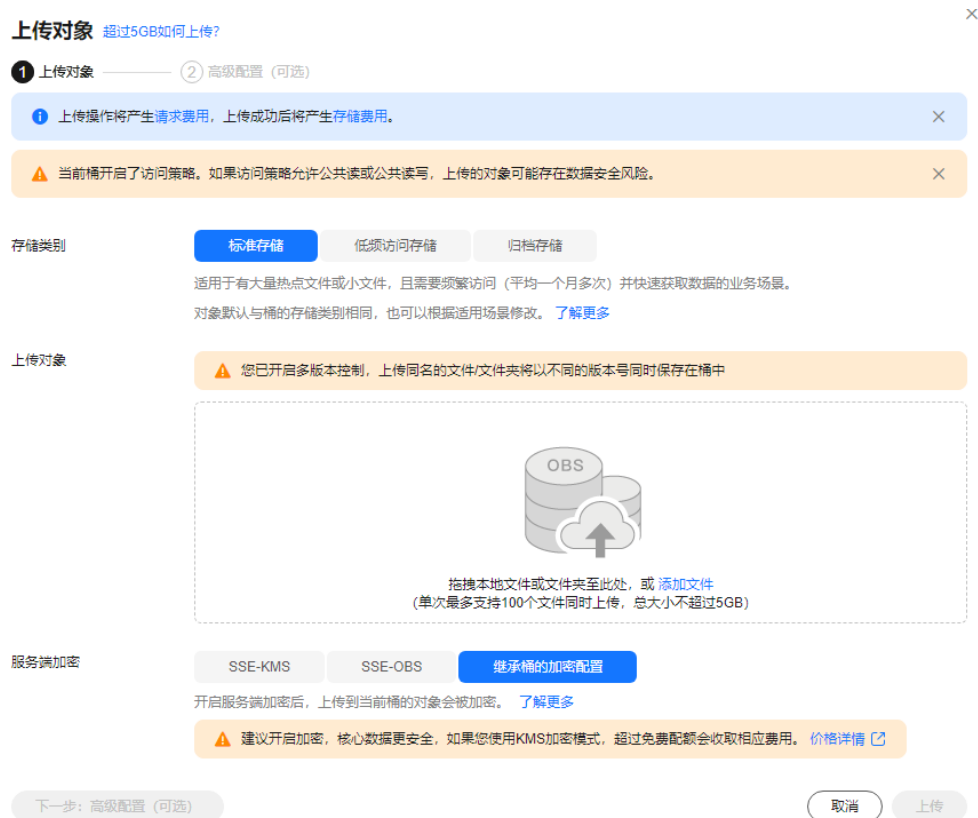 上传对象 超过5GB如何上传?
1 上传对象 2 高级配置（可选）
上传操作将产生请求费用，上传成功后将产生存储费用。
当前桶开启了访问策略。如果访问策略允许公共读或公共读写，上传的对象可能存在数据安全风险。
存储类别 标准存储 低频访问存储 归档存储
适用于有大量热点文件或小文件，且需要频繁访问（平均一个月多次）并快速获取数据的业务场景。
对象默认与桶的存储类别相同，也可以根据适用场景修改。 了解更多
上传对象 您已开启多版本控制，上传同名的文件/文件夹将以不同的版本号同时保存在桶中
OBS
拖拽本地文件或文件夹至此处，或 添加文件
（单次最多支持100个文件同时上传，总大小不超过5GB）
服务端加密 SSE-KMS SSE-OBS 继承桶的加密配置
开启服务端加密后，上传到当前桶的对象会被加密。 了解更多
建议开启加密，核心数据更安全，如果您使用KMS加密模式，超过免费配额会收取相应费用。 价格详情
下一步：高级配置（可选） 取消 上传